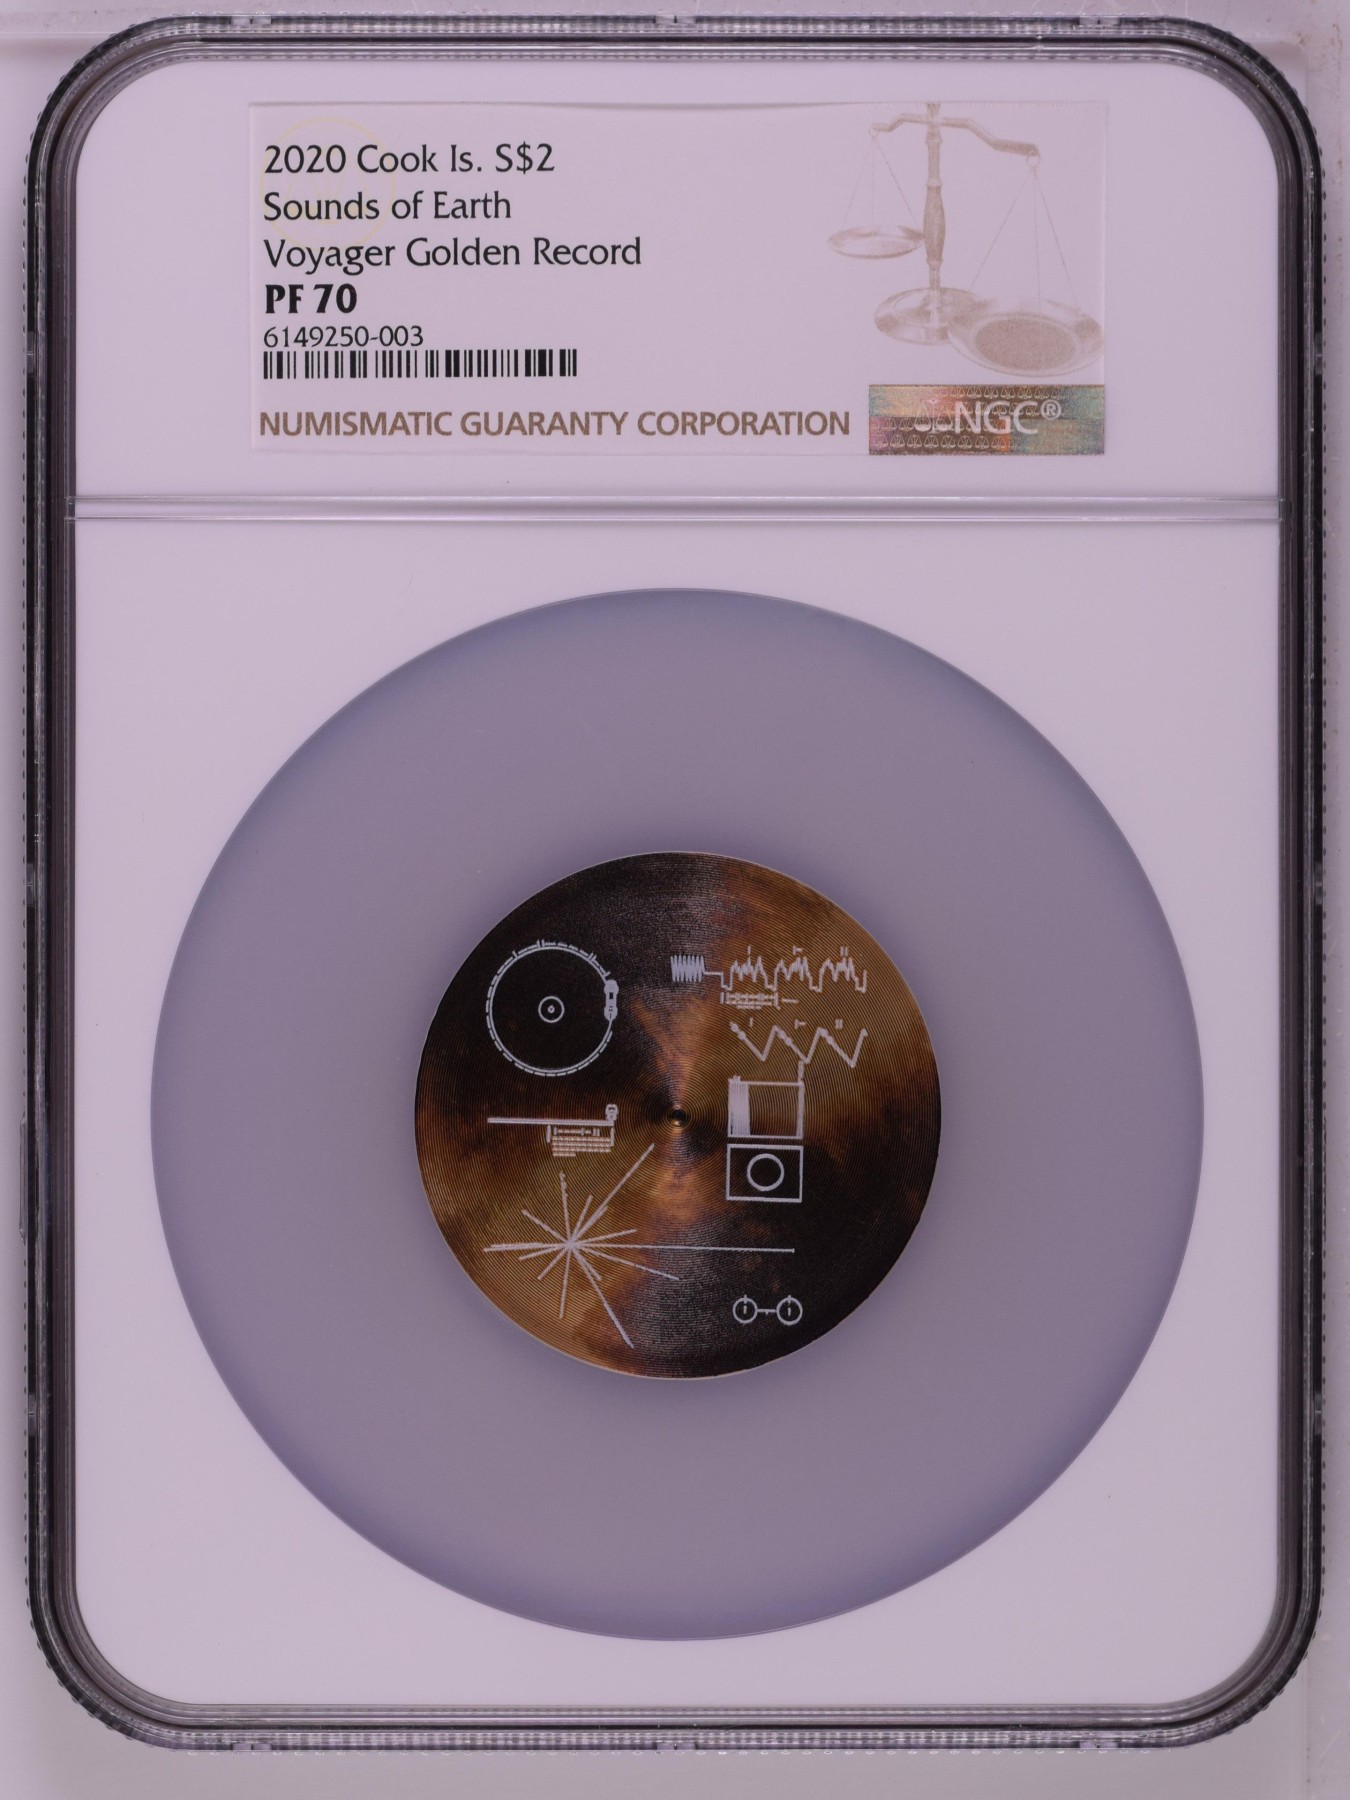 2020 Cook Is. S$2
Sounds of Earth
Voyager Golden Record
PF 70
6149250-003
NUMISMATIC GUARANTY CORPORATION
NGC®